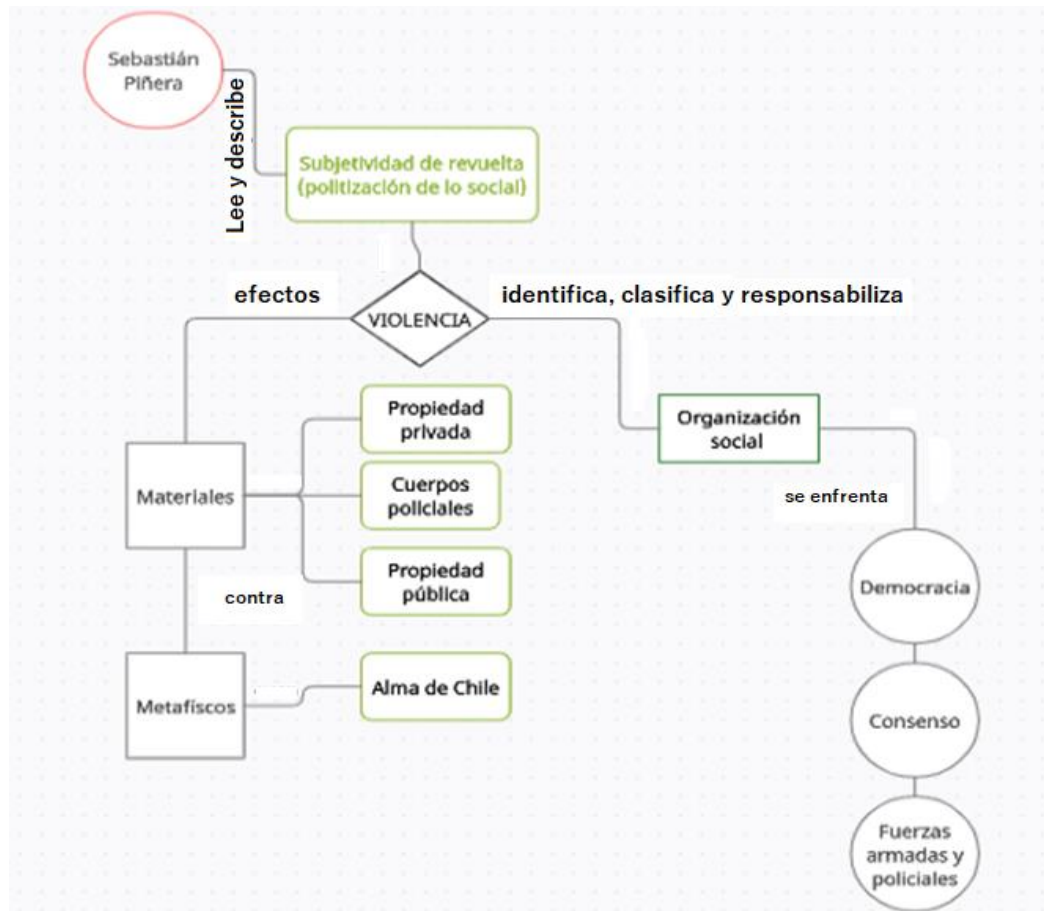 Sebastián
Piñera
Lee y describe
Subjetividad de revuelta
(politización de lo social)
efectos
VIOLENCIA
identifica, clasifica y responsabiliza
Propiedad
privada
Organización
social
Materiales
Cuerpos
policiales
se enfrenta
Propiedad
pública
contra
Democracia
Metafíscos
Alma de Chile
Consenso
Fuerzas
armadas y
policiales